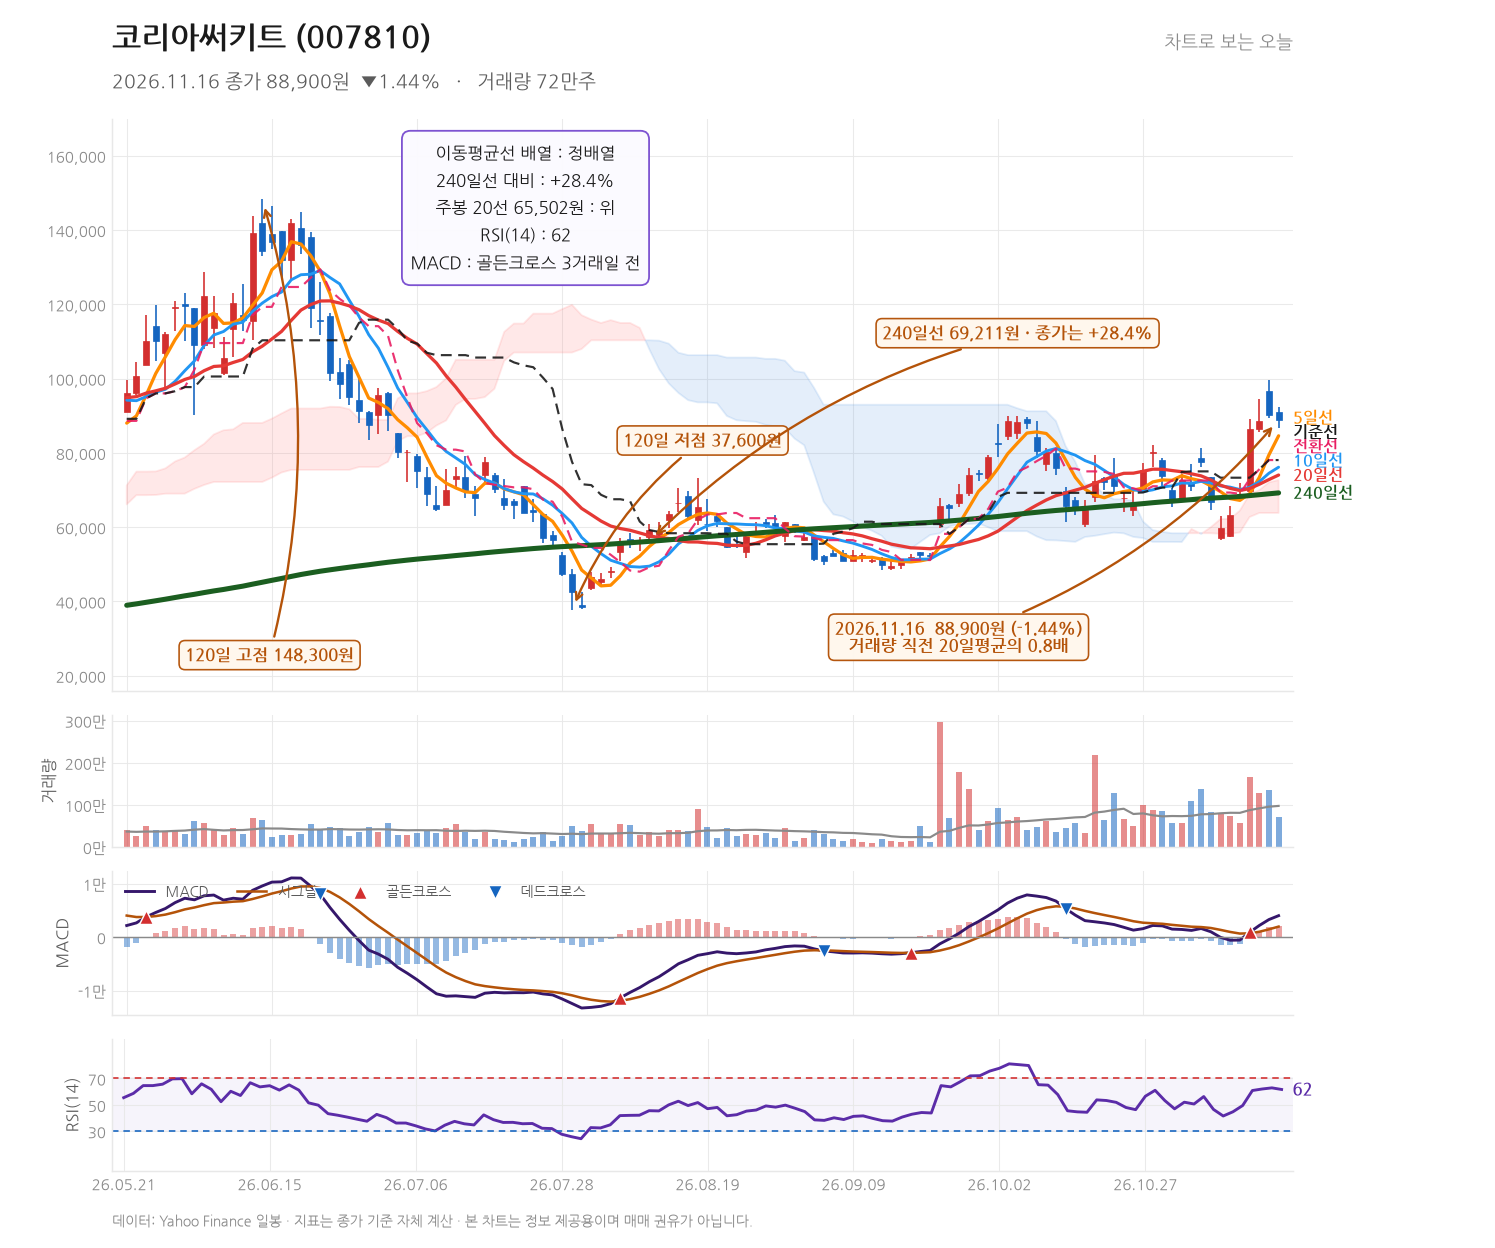 코리아써키트 (007810)
차트로 보는 오늘
2026.11.16 종가 88,900원 ▼1.44% · 거래량 72만주
이동평균선 배열 : 정배열
240일선 대비 : +28.4%
주봉 20선 65,502원 : 위
RSI(14) : 62
MACD : 골든크로스 3거래일 전
160,000
140,000
120,000
100,000
80,000
60,000
40,000
20,000
240일선 69,211원 · 종가는 +28.4%
120일 저점 37,600원
120일 고점 148,300원
2026.11.16 88,900원 (-1.44%)
거래량 직전 20일평균의 0.8배
5일선
기준선
전환선
10일선
20일선
240일선
거래량
300만
200만
100만
0만
MACD
1만
0
-1만
MACD
시그널
골든크로스
데드크로스
RSI(14)
70
50
30
62
26.05.21
26.06.15
26.07.06
26.07.28
26.08.19
26.09.09
26.10.02
26.10.27
데이터: Yahoo Finance 일봉 · 지표는 종가 기준 자체 계산 · 본 차트는 정보 제공용이며 매매 권유가 아닙니다.